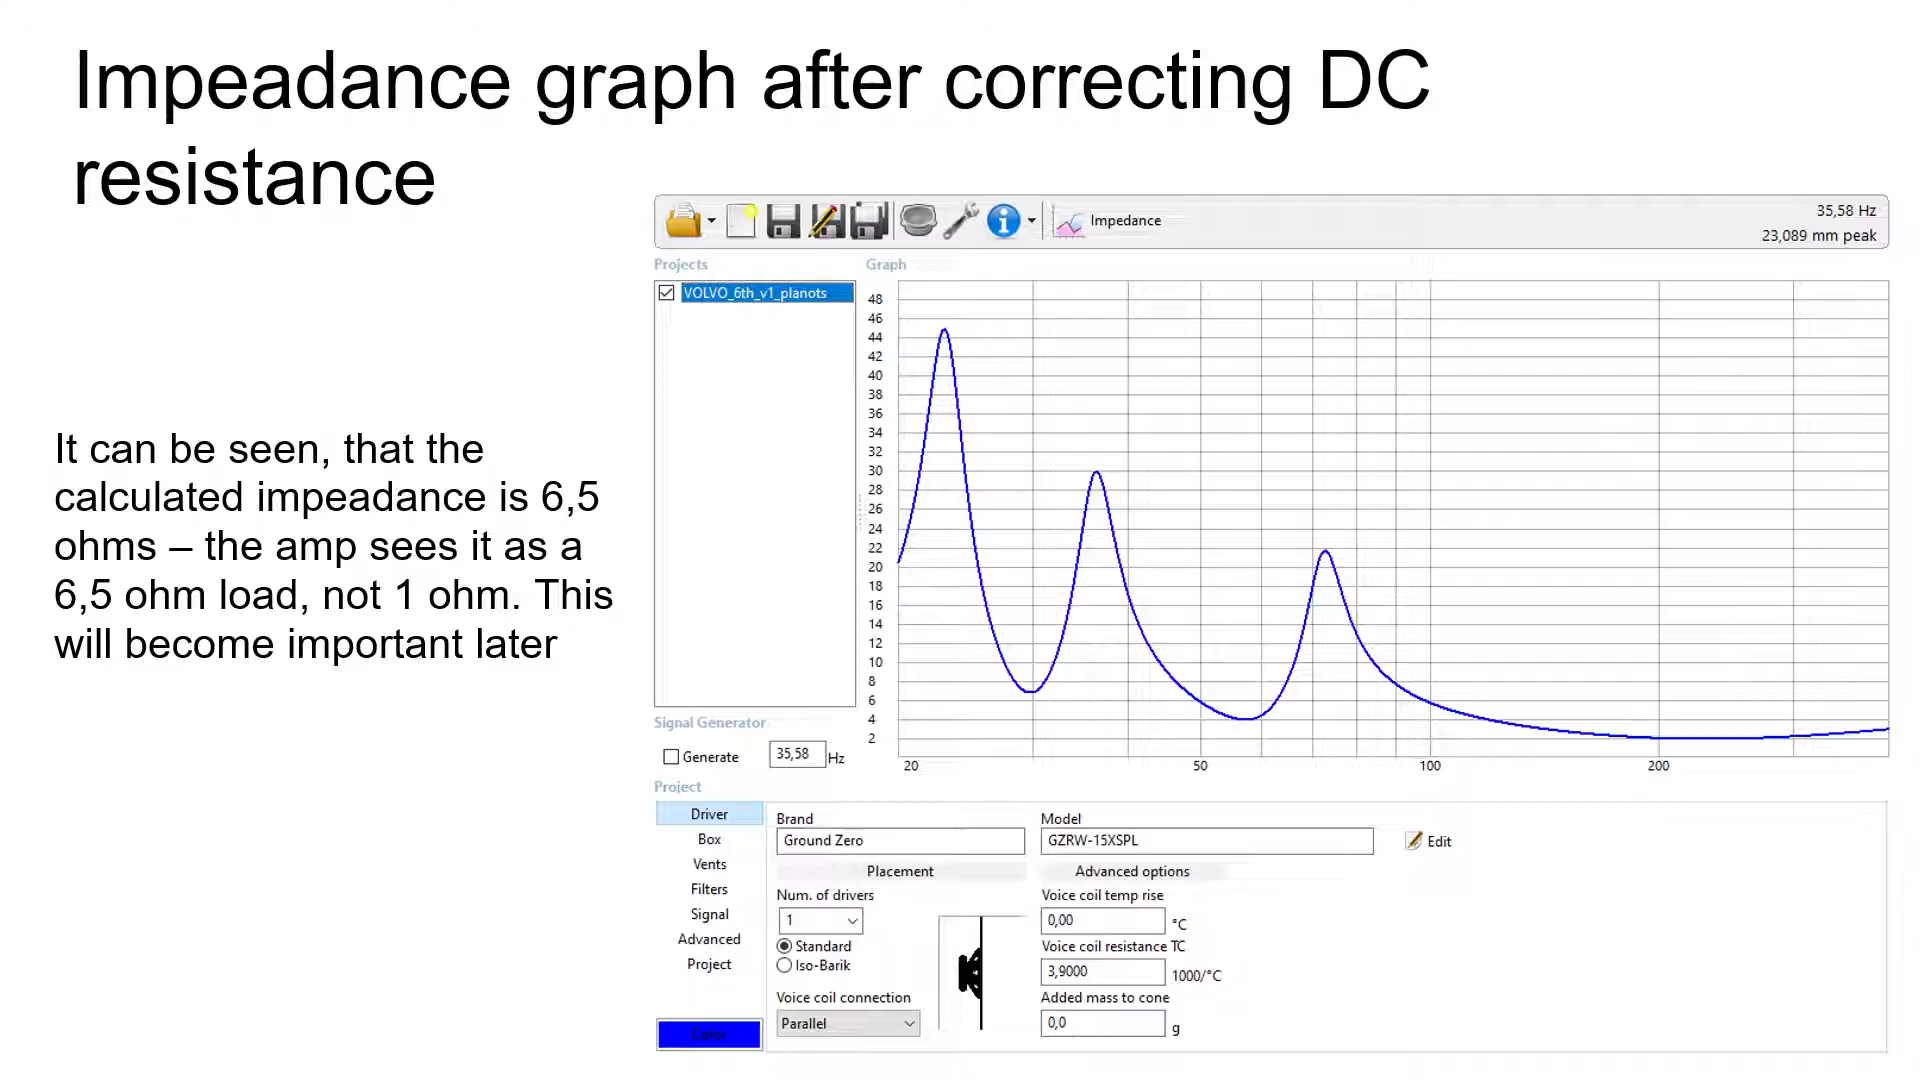 Impeadance graph after correcting DC
resistance
It can be seen, that the
calculated impeadance is 6,5
ohms – the amp sees it as a
6,5 ohm load, not 1 ohm. This
will become important later
Impedance
35,58 Hz
23,089 mm peak
Projects
Graph
VOLVO_6th_v1_planots
48
46
44
42
40
38
36
34
32
30
28
26
24
22
20
18
16
14
12
10
8
6
4
2
20
50
100
200
Signal Generator
Generate
35,58
Hz
Project
Driver
Box
Vents
Filters
Signal
Advanced
Project
Color
Brand
Ground Zero
Model
GZRW-15XSPL
Edit
Placement
Num. of drivers
1
Standard
Iso-Barik
Voice coil connection
Parallel
Advanced options
Voice coil temp rise
0,00
°C
Voice coil resistance TC
3,9000
1000/°C
Added mass to cone
0,0
g